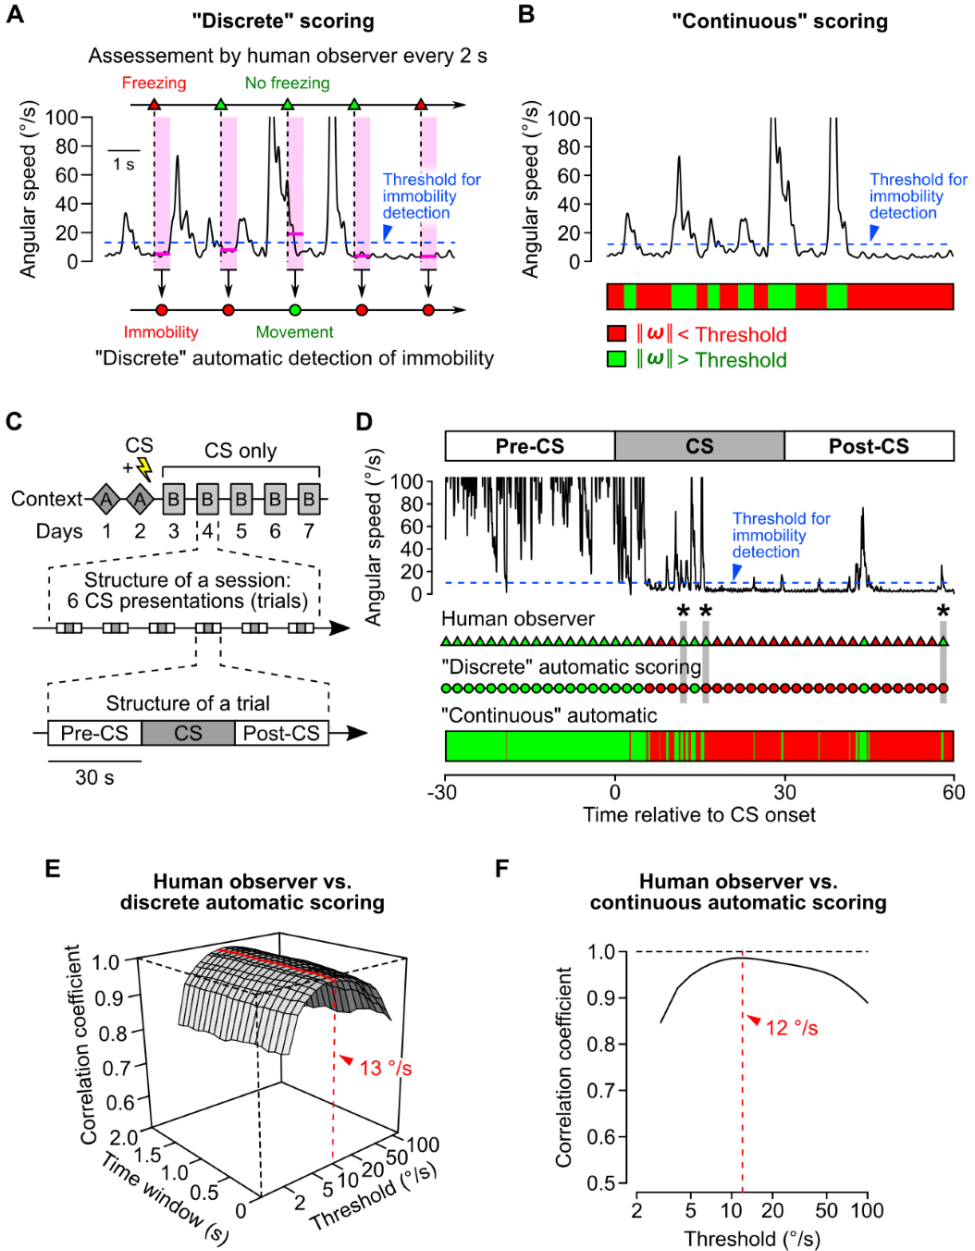 A
"Discrete" scoring
Assessement by human observer every 2 s
Freezing
No freezing
Angular speed (°/s)
100
80
60
40
20
0
1 s
Threshold for
immobility
detection
Immobility
Movement
"Discrete" automatic detection of immobility
B
"Continuous" scoring
Angular speed (°/s)
100
80
60
40
20
0
Threshold for
immobility
detection
‖ω‖ < Threshold
‖ω‖ > Threshold
C
CS
+
CS only
Context
A A B B B B B
Days 1 2 3 4 5 6 7
Structure of a session:
6 CS presentations (trials)
Structure of a trial
Pre-CS CS Post-CS
30 s
D
Pre-CS CS Post-CS
Angular speed (°/s)
100
80
60
40
20
0
Threshold for
immobility
detection
* * *
Human observer
"Discrete" automatic scoring
"Continuous" automatic
-30 0 30 60
Time relative to CS onset
E
Human observer vs.
discrete automatic scoring
Correlation coefficient
1.0
0.9
0.8
0.7
0.6
2.0
1.5
1.0
0.5
0
Time window (s)
2 5 10 20 50 100
Threshold (°/s)
13 °/s
F
Human observer vs.
continuous automatic scoring
Correlation coefficient
1.0
0.9
0.8
0.7
0.6
0.5
12 °/s
2 5 10 20 50 100
Threshold (°/s)